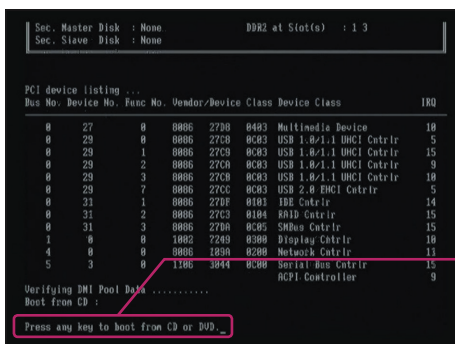 Sec. Master Disk : None DDR2 at Slot(s) : 1 3
Sec. Slave Disk : None
PCI device listing ...
Bus No. Device No. Func No. Vendor/Device Class Device Class IRQ
0 27 0 8086 27D8 0403 Multimedia Device 10
0 29 0 8086 27C8 0C03 USB 1.0/1.1 UHCI Cntrlr 5
0 29 1 8086 27C9 0C03 USB 1.0/1.1 UHCI Cntrlr 15
0 29 2 8086 27CA 0C03 USB 1.0/1.1 UHCI Cntrlr 9
0 29 3 8086 27CB 0C03 USB 1.0/1.1 UHCI Cntrlr 10
0 29 7 8086 27CC 0C03 USB 2.0 EHCI Cntrlr 5
0 31 1 8086 27DF 0101 IDE Cntrlr 14
0 31 2 8086 27C3 0104 RAID Cntrlr 15
0 31 3 8086 27DA 0C05 SMBus Cntrlr 15
1 0 0 1002 7249 0300 Display Cntrlr 10
4 0 0 8086 109A 0200 Network Cntrlr 11
5 3 0 1106 3044 0C00 Serial Bus Cntrlr 15
ACPI Controller 9
Verifying DMI Pool Data ...........
Boot from CD :
Press any key to boot from CD or DVD._